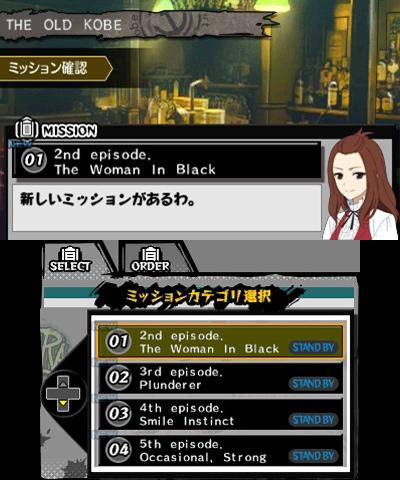 THE OLD KOBE
ミッション確認
MISSION
NEW
01 2nd episode.
The Woman In Black
新しいミッションがあるわ。
SELECT
ORDER
ミッションカテゴリ選択
01 2nd episode.
The Woman In Black STAND BY
02 3rd episode.
Plunderer STAND BY
03 4th episode.
Smile Instinct STAND BY
04 5th episode.
Occasional, Strong STAND BY